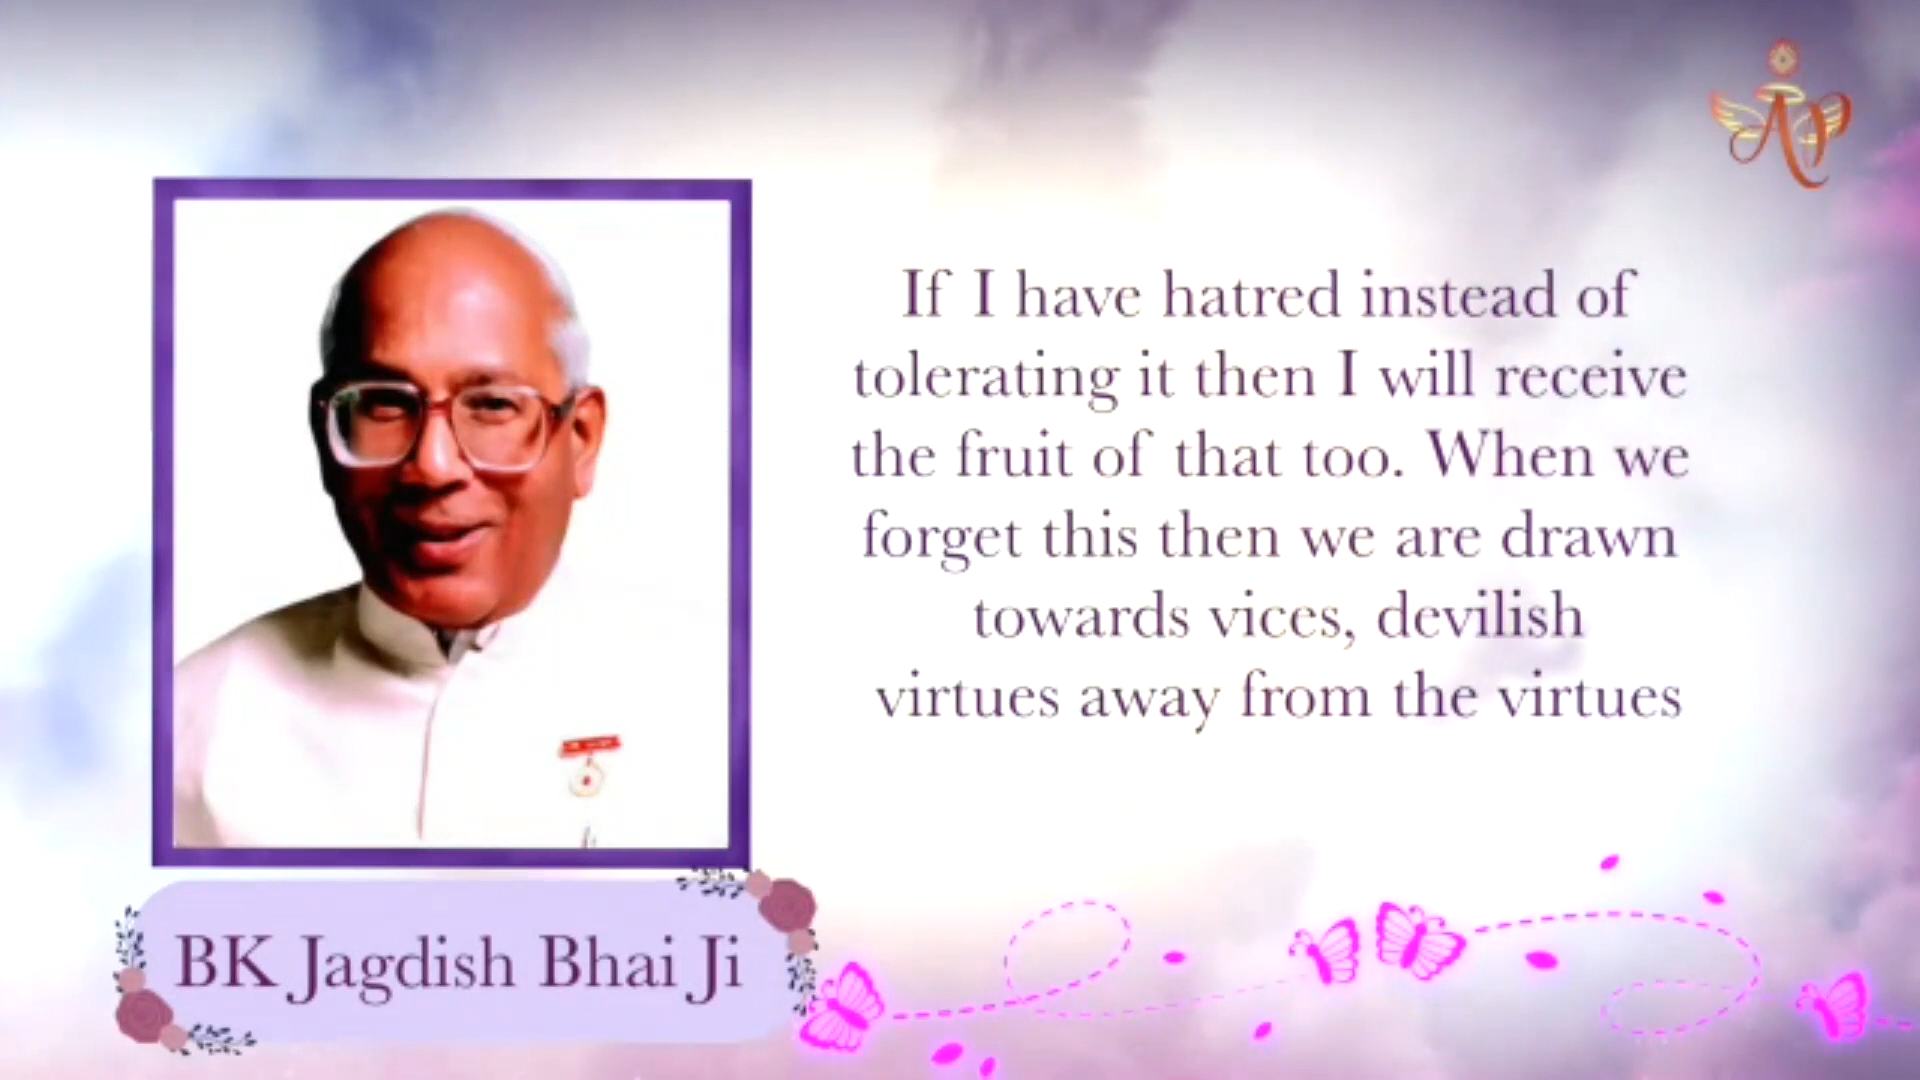 If I have hatred instead of
tolerating it then I will receive
the fruit of that too. When we
forget this then we are drawn
towards vices, devilish
virtues away from the virtues
BK Jagdish Bhai Ji